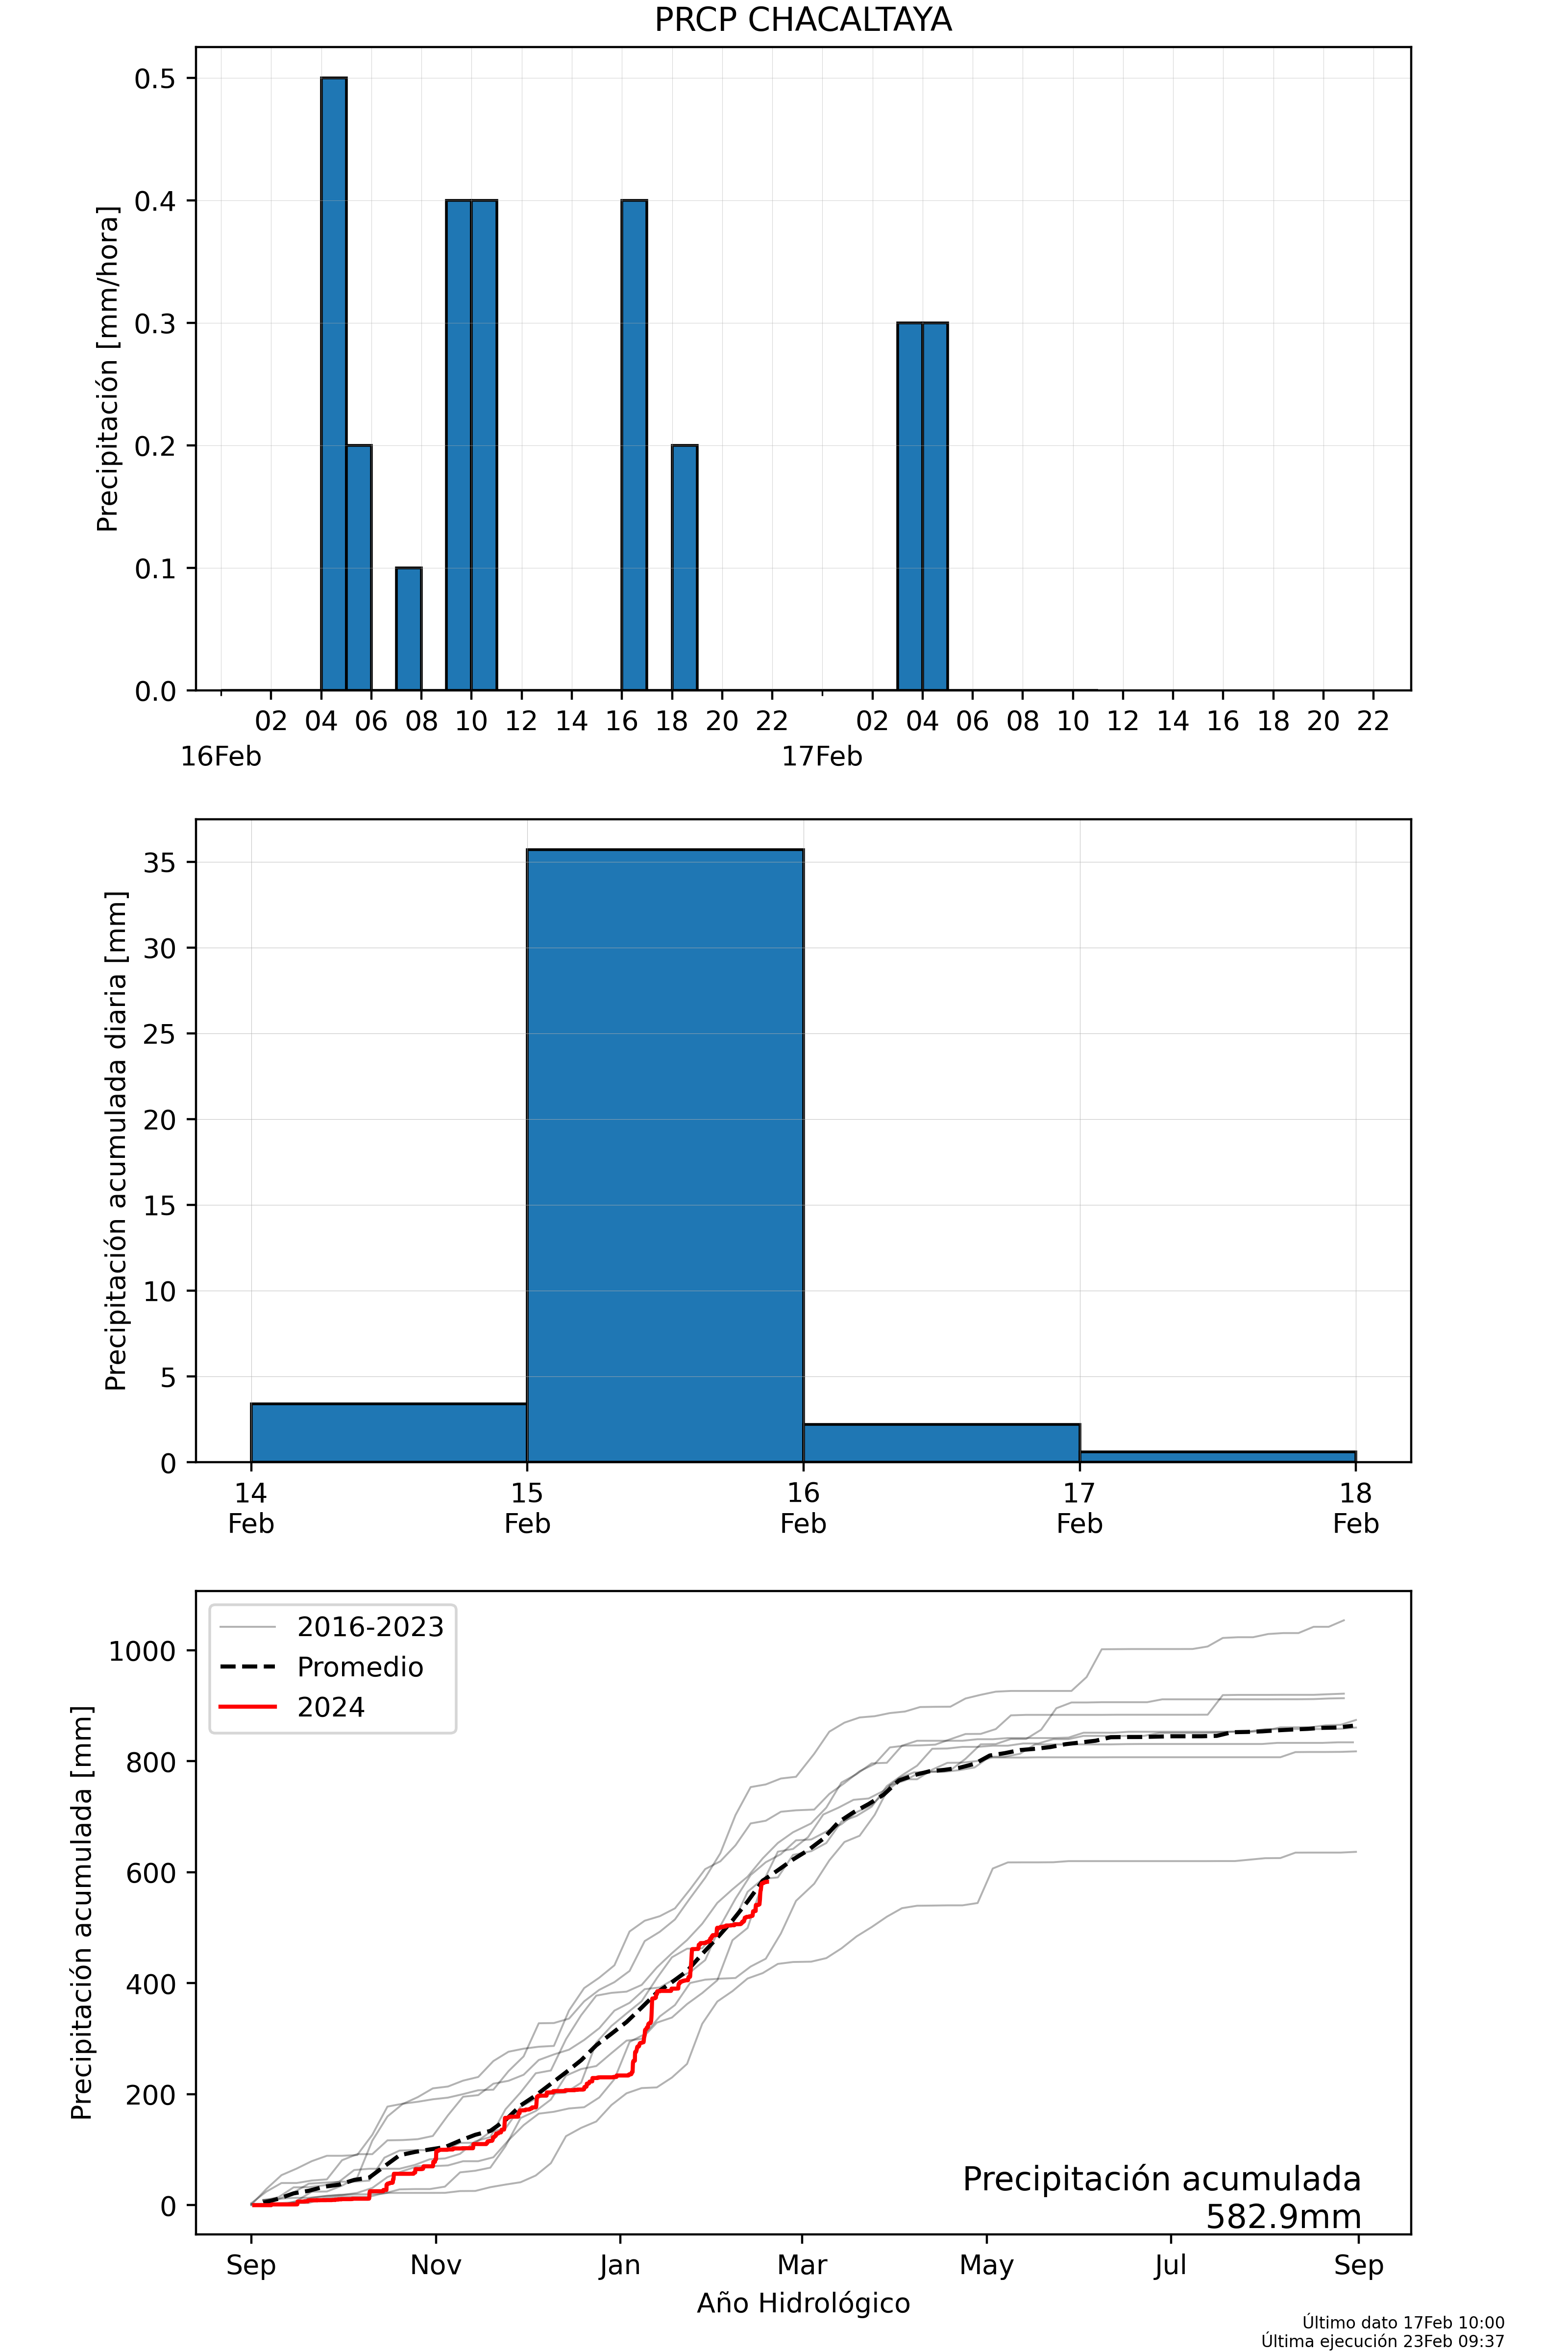 PRCP CHACALTAYA
Precipitación [mm/hora]
0.5
0.4
0.3
0.2
0.1
0.0
02 04 06 08 10 12 14 16 18 20 22 02 04 06 08 10 12 14 16 18 20 22
16Feb 17Feb
Precipitación acumulada diaria [mm]
35
30
25
20
15
10
5
0
14 15 16 17 18
Feb Feb Feb Feb Feb
Precipitación acumulada [mm]
1000
800
600
400
200
0
2016-2023
Promedio
2024
Precipitación acumulada
582.9mm
Sep Nov Jan Mar May Jul Sep
Año Hidrológico
Último dato 17Feb 10:00
Última ejecución 23Feb 09:37